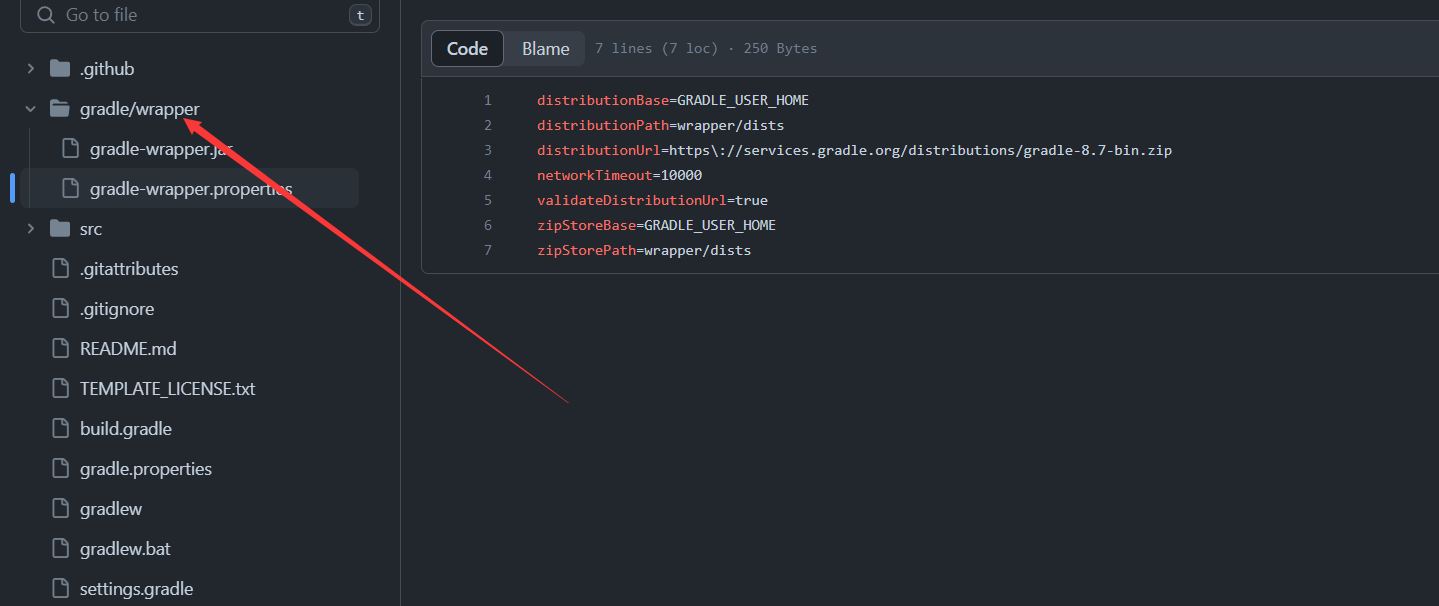 Go to file t
.github
gradle/wrapper
gradle-wrapper.jar
gradle-wrapper.properties
src
.gitattributes
.gitignore
README.md
TEMPLATE_LICENSE.txt
build.gradle
gradle.properties
gradlew
gradlew.bat
settings.gradle
Code Blame 7 lines (7 loc) · 250 Bytes
1 distributionBase=GRADLE_USER_HOME
2 distributionPath=wrapper/dists
3 distributionUrl=https\://services.gradle.org/distributions/gradle-8.7-bin.zip
4 networkTimeout=10000
5 validateDistributionUrl=true
6 zipStoreBase=GRADLE_USER_HOME
7 zipStorePath=wrapper/dists